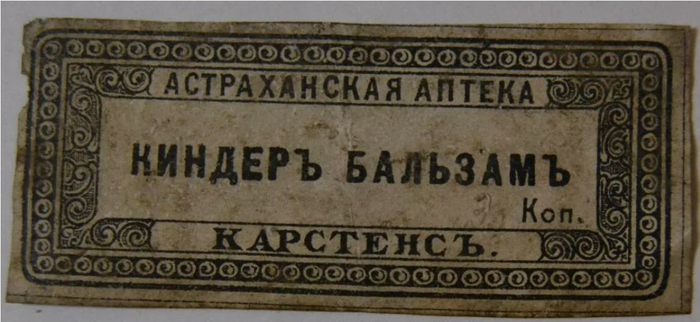 АСТРАХАНСКАЯ АПТЕКА
КИНДЕРЪ БАЛЬЗАМЪ
Коп.
КАРСТЕНСЪ.